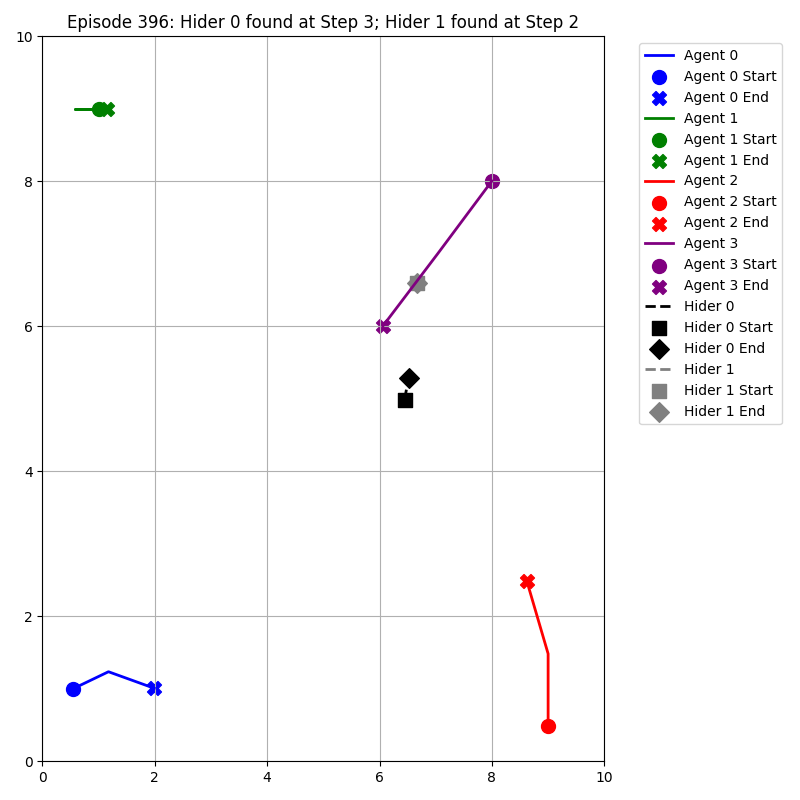 Episode 396: Hider 0 found at Step 3; Hider 1 found at Step 2
10
8
6
4
2
0
0 2 4 6 8 10
Agent 0
Agent 0 Start
Agent 0 End
Agent 1
Agent 1 Start
Agent 1 End
Agent 2
Agent 2 Start
Agent 2 End
Agent 3
Agent 3 Start
Agent 3 End
Hider 0
Hider 0 Start
Hider 0 End
Hider 1
Hider 1 Start
Hider 1 End